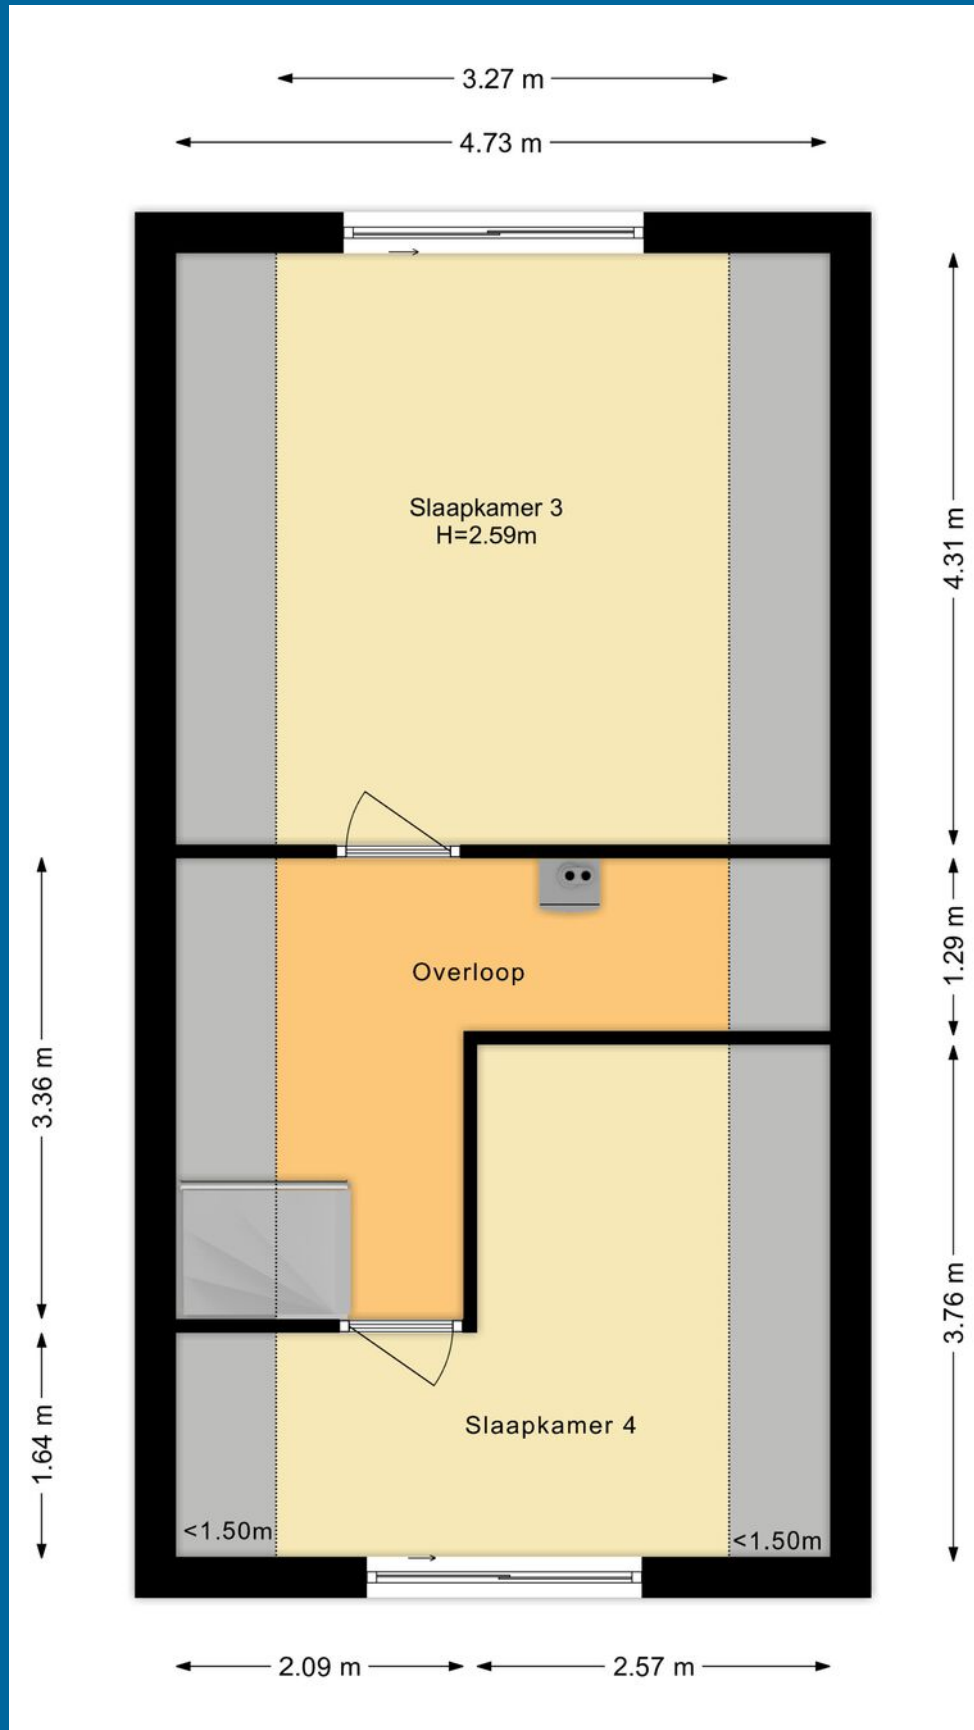 3.27 m
4.73 m
Slaapkamer 3
H=2.59m
4.31 m
Overloop
1.29 m
3.36 m
3.76 m
Slaapkamer 4
1.64 m
<1.50m
<1.50m
2.09 m
2.57 m